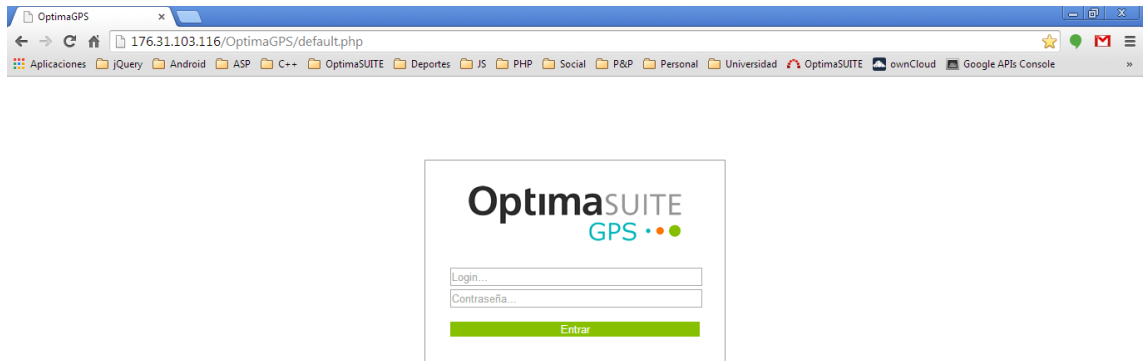 OptimaGPS
176.31.103.116/OptimaGPS/default.php
Aplicaciones jQuery Android ASP C++ OptimaSUITE Deportes JS PHP Social P&P Personal Universidad OptimaSUITE ownCloud Google APIs Console »
OptimaSUITE
GPS
Login...
Contraseña...
Entrar